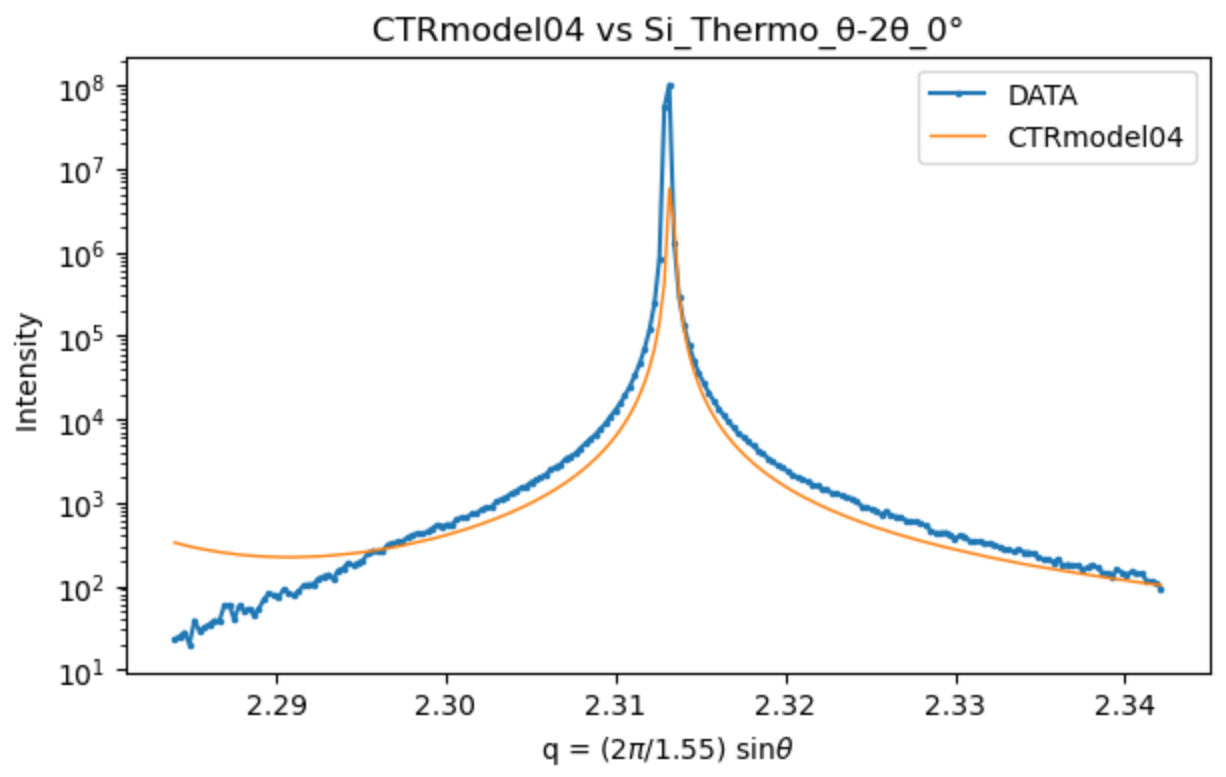 CTRmodel04 vs Si_Thermo_θ-2θ_0°
DATA
CTRmodel04
10⁸
10⁷
10⁶
10⁵
10⁴
10³
10²
10¹
Intensity
2.29 2.30 2.31 2.32 2.33 2.34
q = (2π/1.55) sinθ